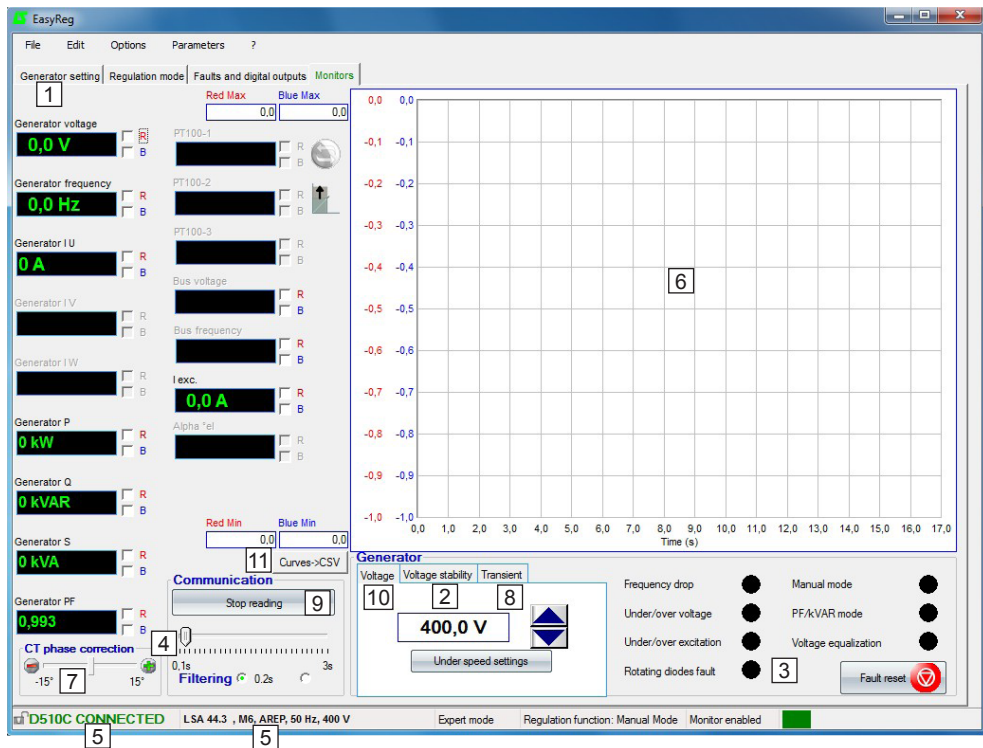 EasyReg
File Edit Options Parameters ?
Generator setting Regulation mode Faults and digital outputs Monitors
1
Red Max Blue Max
0,0 0,0
Generator voltage
0,0 V
R
B
Generator frequency
0,0 Hz
R
B
Generator I U
0 A
R
B
Generator I V
R
B
Generator I W
R
B
Generator P
0 kW
R
B
Generator Q
0 kVAR
R
B
Generator S
0 kVA
R
B
Generator PF
0,993
R
B
CT phase correction
-15° 7 15°
PT100-1
R
B
PT100-2
R
B
PT100-3
R
B
Bus voltage
R
B
Bus frequency
R
B
I exc.
0,0 A
R
B
Alpha °el
R
B
Red Min Blue Min
0,0 0,0
11 Curves->CSV
Communication
Stop reading 9
4
0,1s 3s
Filtering 0.2s
0,0 0,0
-0,1 -0,1
-0,2 -0,2
-0,3 -0,3
-0,4 -0,4
-0,5 -0,5
-0,6 -0,6
-0,7 -0,7
-0,8 -0,8
-0,9 -0,9
-1,0 -1,0
6
0,0 1,0 2,0 3,0 4,0 5,0 6,0 7,0 8,0 9,0 10,0 11,0 12,0 13,0 14,0 15,0 16,0 17,0
Time (s)
Generator
Voltage Voltage stability Transient
10 2 8
400,0 V
Under speed settings
Frequency drop
Under/over voltage
Under/over excitation
Rotating diodes fault 3
Manual mode
PF/kVAR mode
Voltage equalization
Fault reset
D510C CONNECTED LSA 44.3 , M6, AREP, 50 Hz, 400 V Expert mode Regulation function: Manual Mode Monitor enabled
5 5